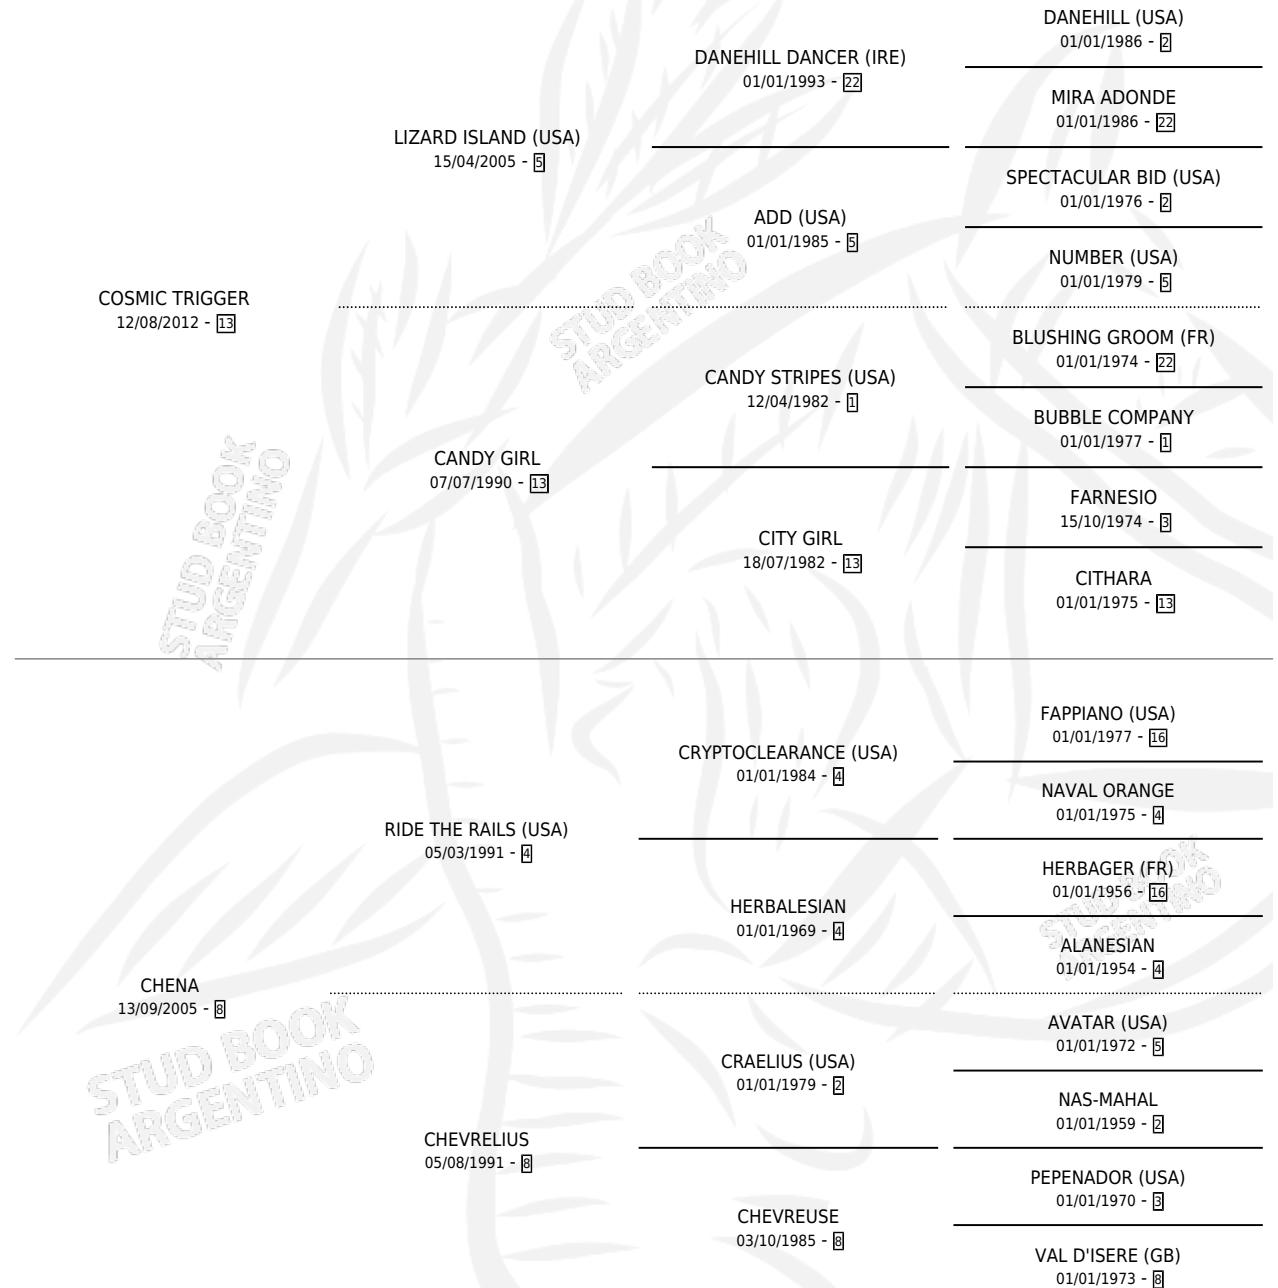 DANEHILL (USA)
01/01/1986 - 2
DANEHILL DANCER (IRE)
01/01/1993 - 22
MIRA ADONDE
01/01/1986 - 22
LIZARD ISLAND (USA)
15/04/2005 - 5
SPECTACULAR BID (USA)
01/01/1976 - 2
ADD (USA)
01/01/1985 - 5
NUMBER (USA)
01/01/1979 - 5
COSMIC TRIGGER
12/08/2012 - 13
BLUSHING GROOM (FR)
01/01/1974 - 22
CANDY STRIPES (USA)
12/04/1982 - 1
BUBBLE COMPANY
01/01/1977 - 1
CANDY GIRL
07/07/1990 - 13
FARNESIO
15/10/1974 - 3
CITY GIRL
18/07/1982 - 13
CITHARA
01/01/1975 - 13
STUD BOOK
ARGENTINO
STUD BOOK
ARGENTINO
FAPPIANO (USA)
01/01/1977 - 16
CRYPTOCLEARANCE (USA)
01/01/1984 - 4
NAVAL ORANGE
01/01/1975 - 4
RIDE THE RAILS (USA)
05/03/1991 - 4
HERBAGER (FR)
01/01/1956 - 16
HERBALESIAN
01/01/1969 - 4
ALANESIAN
01/01/1954 - 4
STUD BOOK
ARGENTINO
CHENA
13/09/2005 - 8
AVATAR (USA)
01/01/1972 - 5
CRAELIUS (USA)
01/01/1979 - 2
NAS-MAHAL
01/01/1959 - 2
STUD BOOK
ARGENTINO
CHEVRELIUS
05/08/1991 - 8
PEPENADOR (USA)
01/01/1970 - 3
CHEVREUSE
03/10/1985 - 8
VAL D'ISERE (GB)
01/01/1973 - 8